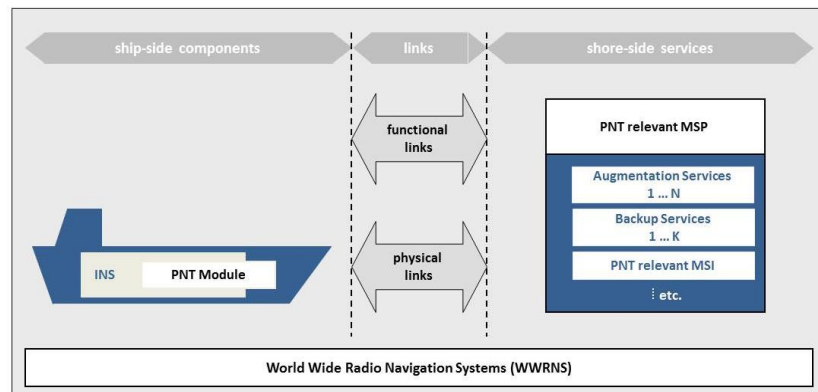 ship-side components
links
shore-side services
functional
links
PNT relevant MSP
Augmentation Services
1 ... N
Backup Services
1 ... K
PNT relevant MSI
⁞ etc.
INS
PNT Module
physical
links
World Wide Radio Navigation Systems (WWRNS)